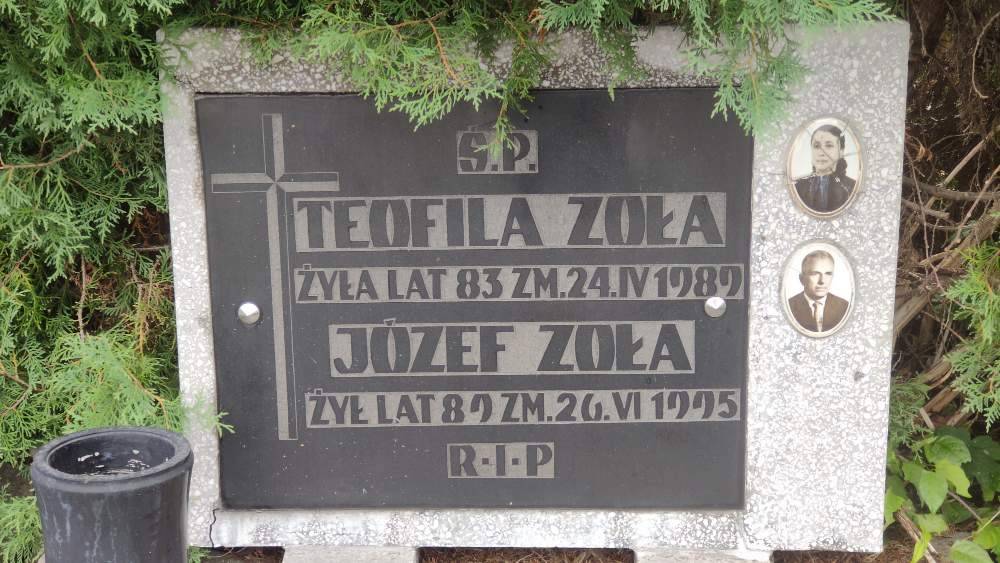 Ś.P.
TEOFILA ZOŁA
ŻYŁA LAT 83 ZM.24.IV 1989
JÓZEF ZOŁA
ŻYŁ LAT 89 ZM.26.VI 1995
R·I·P